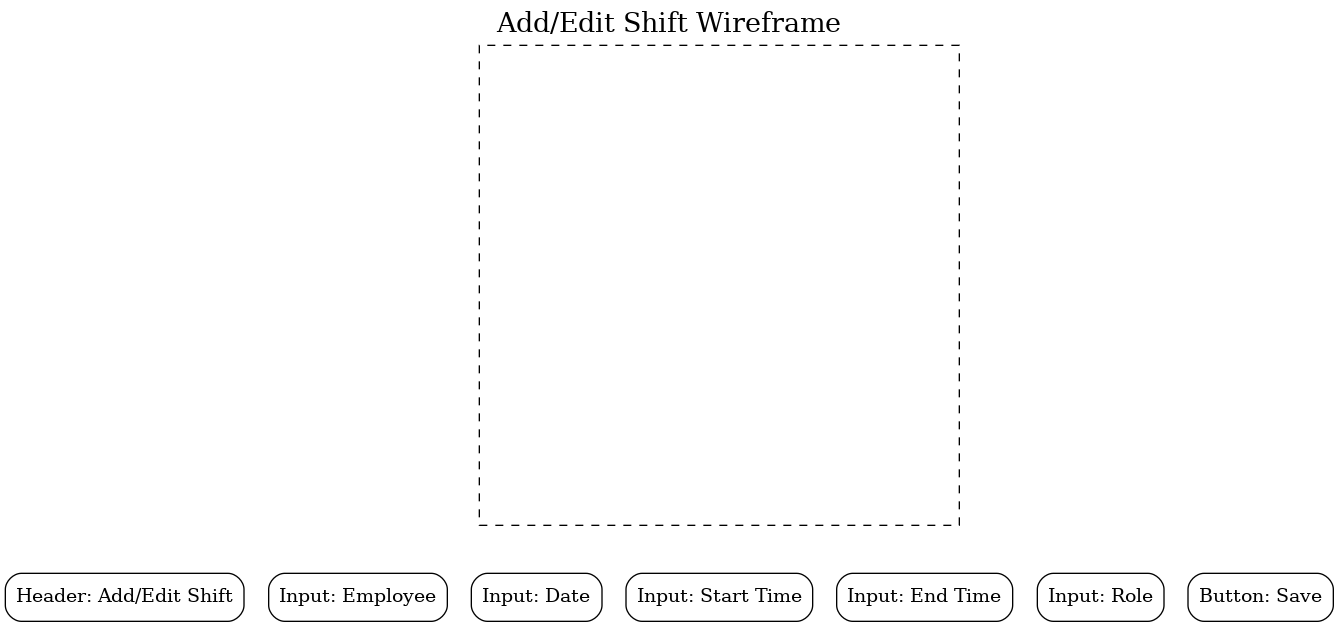 Add/Edit Shift Wireframe
Header: Add/Edit Shift
Input: Employee
Input: Date
Input: Start Time
Input: End Time
Input: Role
Button: Save